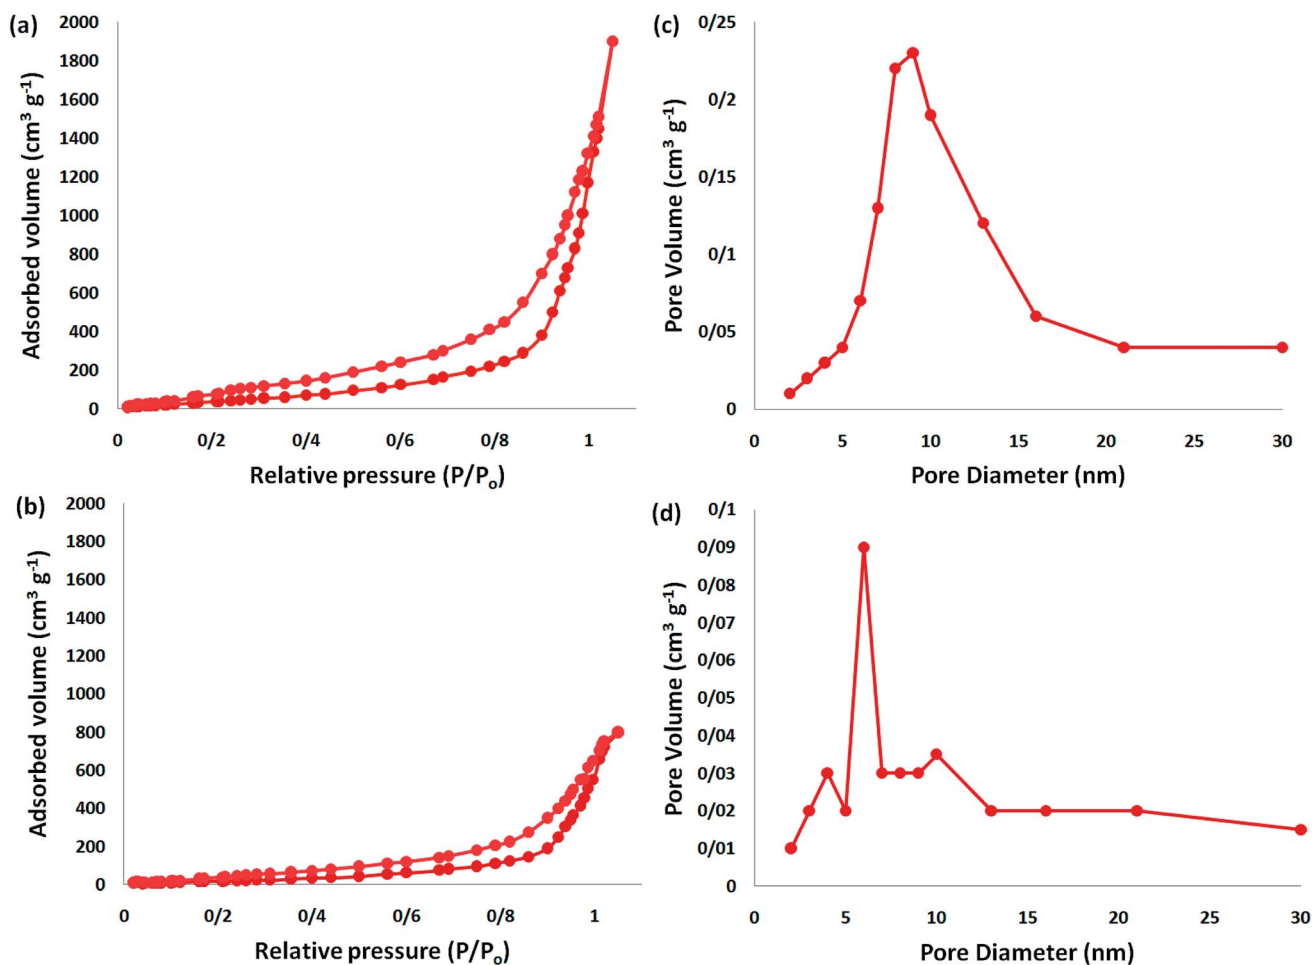 (a)
Adsorbed volume (cm³ g⁻¹)
2000
1800
1600
1400
1200
1000
800
600
400
200
0
0 0/2 0/4 0/6 0/8 1
Relative pressure (P/Pₒ)
(c)
Pore Volume (cm³ g⁻¹)
0/25
0/2
0/15
0/1
0/05
0
0 5 10 15 20 25 30
Pore Diameter (nm)
(b)
Adsorbed volume (cm³ g⁻¹)
2000
1800
1600
1400
1200
1000
800
600
400
200
0
0 0/2 0/4 0/6 0/8 1
Relative pressure (P/Pₒ)
(d)
Pore Volume (cm³ g⁻¹)
0/1
0/09
0/08
0/07
0/06
0/05
0/04
0/03
0/02
0/01
0
0 5 10 15 20 25 30
Pore Diameter (nm)